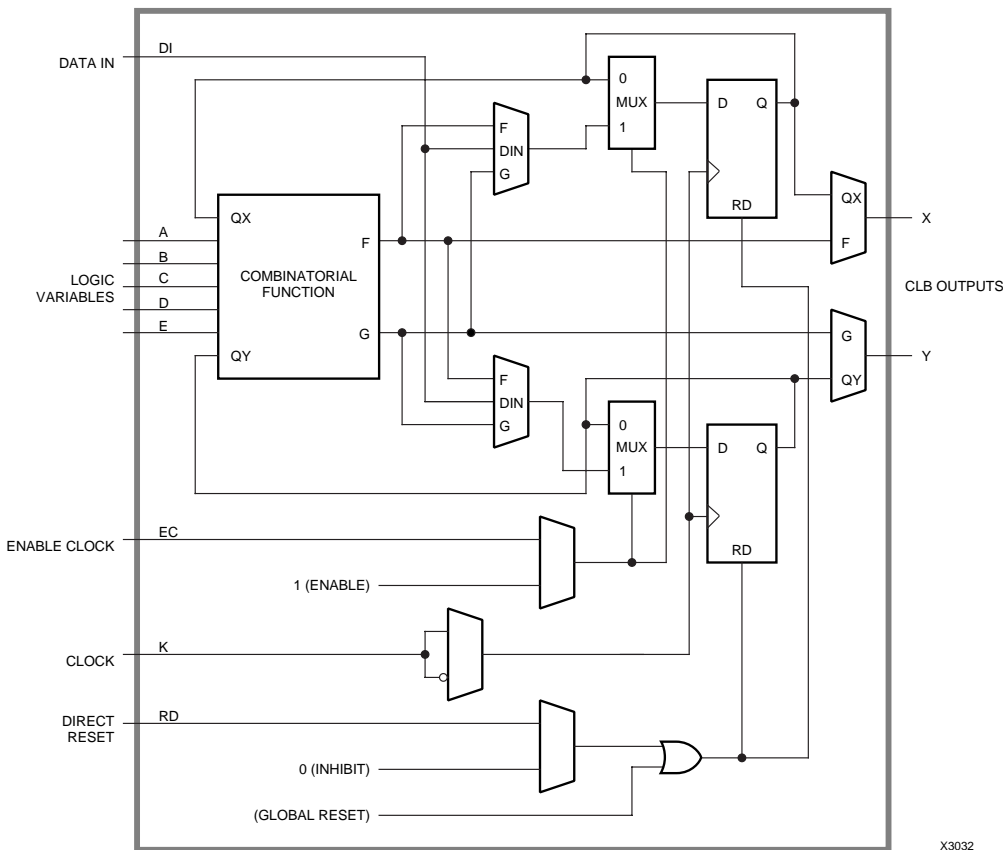 DI
DATA IN
0
MUX
1
D
Q
RD
F
DIN
G
QX
F
X
QX
F
COMBINATORIAL
FUNCTION
G
QY
A
B
C
D
E
LOGIC
VARIABLES
CLB OUTPUTS
G
QY
Y
F
DIN
G
0
MUX
1
D
Q
RD
EC
ENABLE CLOCK
1 (ENABLE)
K
CLOCK
RD
DIRECT
RESET
0 (INHIBIT)
(GLOBAL RESET)
X3032